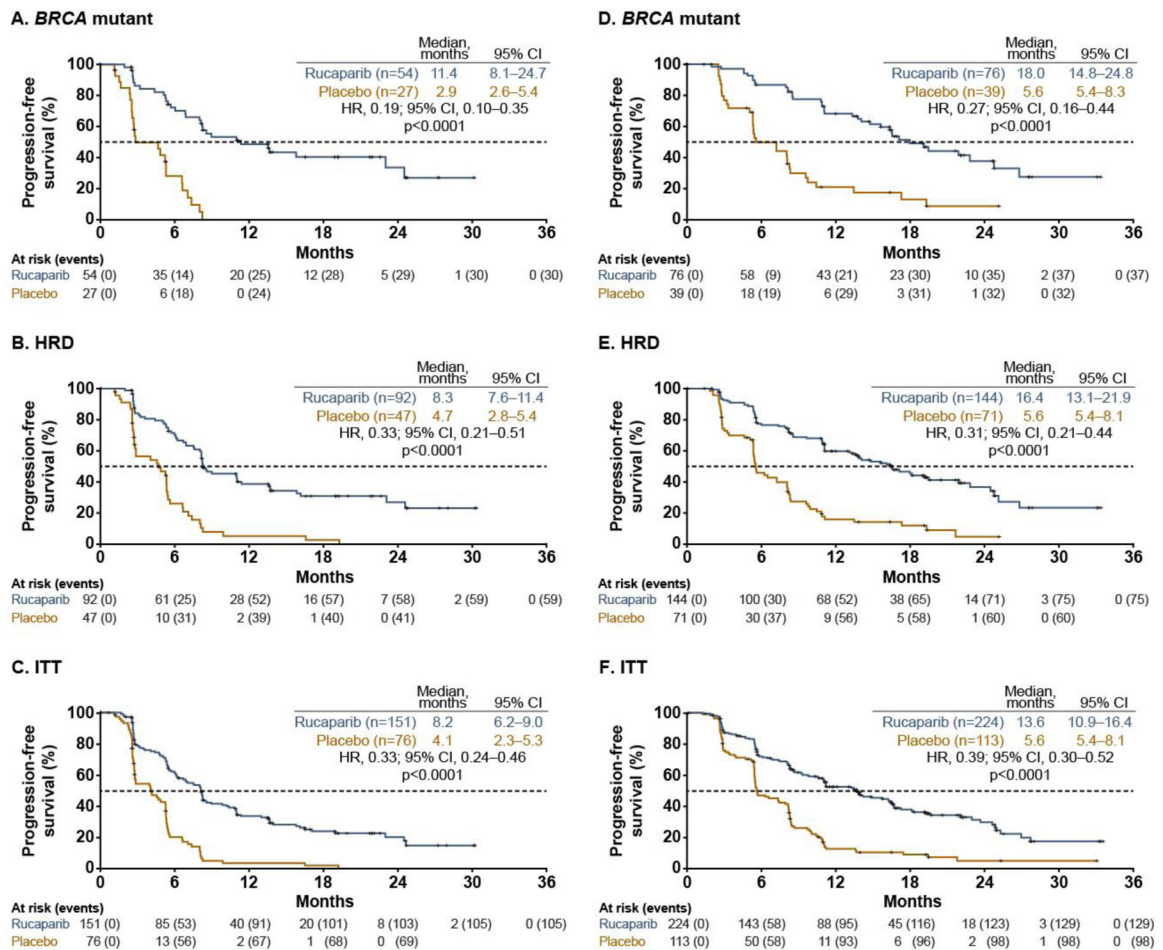 A. BRCA mutant
Median, months 95% CI
Rucaparib (n=54) 11.4 8.1–24.7
Placebo (n=27) 2.9 2.6–5.4
HR, 0.19; 95% CI, 0.10–0.35
p<0.0001
Progression-free survival (%)
100
80
60
40
20
0
0 6 12 18 24 30 36
Months
At risk (events)
Rucaparib 54 (0) 35 (14) 20 (25) 12 (28) 5 (29) 1 (30) 0 (30)
Placebo 27 (0) 6 (18) 0 (24)
B. HRD
Median, months 95% CI
Rucaparib (n=92) 8.3 7.6–11.4
Placebo (n=47) 4.7 2.8–5.4
HR, 0.33; 95% CI, 0.21–0.51
p<0.0001
Progression-free survival (%)
100
80
60
40
20
0
0 6 12 18 24 30 36
Months
At risk (events)
Rucaparib 92 (0) 61 (25) 28 (52) 16 (57) 7 (58) 2 (59) 0 (59)
Placebo 47 (0) 10 (31) 2 (39) 1 (40) 0 (41)
C. ITT
Median, months 95% CI
Rucaparib (n=151) 8.2 6.2–9.0
Placebo (n=76) 4.1 2.3–5.3
HR, 0.33; 95% CI, 0.24–0.46
p<0.0001
Progression-free survival (%)
100
80
60
40
20
0
0 6 12 18 24 30 36
Months
At risk (events)
Rucaparib 151 (0) 85 (53) 40 (91) 20 (101) 8 (103) 2 (105) 0 (105)
Placebo 76 (0) 13 (56) 2 (67) 1 (68) 0 (69)
D. BRCA mutant
Median, months 95% CI
Rucaparib (n=76) 18.0 14.8–24.8
Placebo (n=39) 5.6 5.4–8.3
HR, 0.27; 95% CI, 0.16–0.44
p<0.0001
Progression-free survival (%)
100
80
60
40
20
0
0 6 12 18 24 30 36
Months
At risk (events)
Rucaparib 76 (0) 58 (9) 43 (21) 23 (30) 10 (35) 2 (37) 0 (37)
Placebo 39 (0) 18 (19) 6 (29) 3 (31) 1 (32) 0 (32)
E. HRD
Median, months 95% CI
Rucaparib (n=144) 16.4 13.1–21.9
Placebo (n=71) 5.6 5.4–8.1
HR, 0.31; 95% CI, 0.21–0.44
p<0.0001
Progression-free survival (%)
100
80
60
40
20
0
0 6 12 18 24 30 36
Months
At risk (events)
Rucaparib 144 (0) 100 (30) 68 (52) 38 (65) 14 (71) 3 (75) 0 (75)
Placebo 71 (0) 30 (37) 9 (56) 5 (58) 1 (60) 0 (60)
F. ITT
Median, months 95% CI
Rucaparib (n=224) 13.6 10.9–16.4
Placebo (n=113) 5.6 5.4–8.1
HR, 0.39; 95% CI, 0.30–0.52
p<0.0001
Progression-free survival (%)
100
80
60
40
20
0
0 6 12 18 24 30 36
Months
At risk (events)
Rucaparib 224 (0) 143 (58) 88 (95) 45 (116) 18 (123) 3 (129) 0 (129)
Placebo 113 (0) 50 (58) 11 (93) 6 (96) 2 (98) 1 (98) 0 (98)